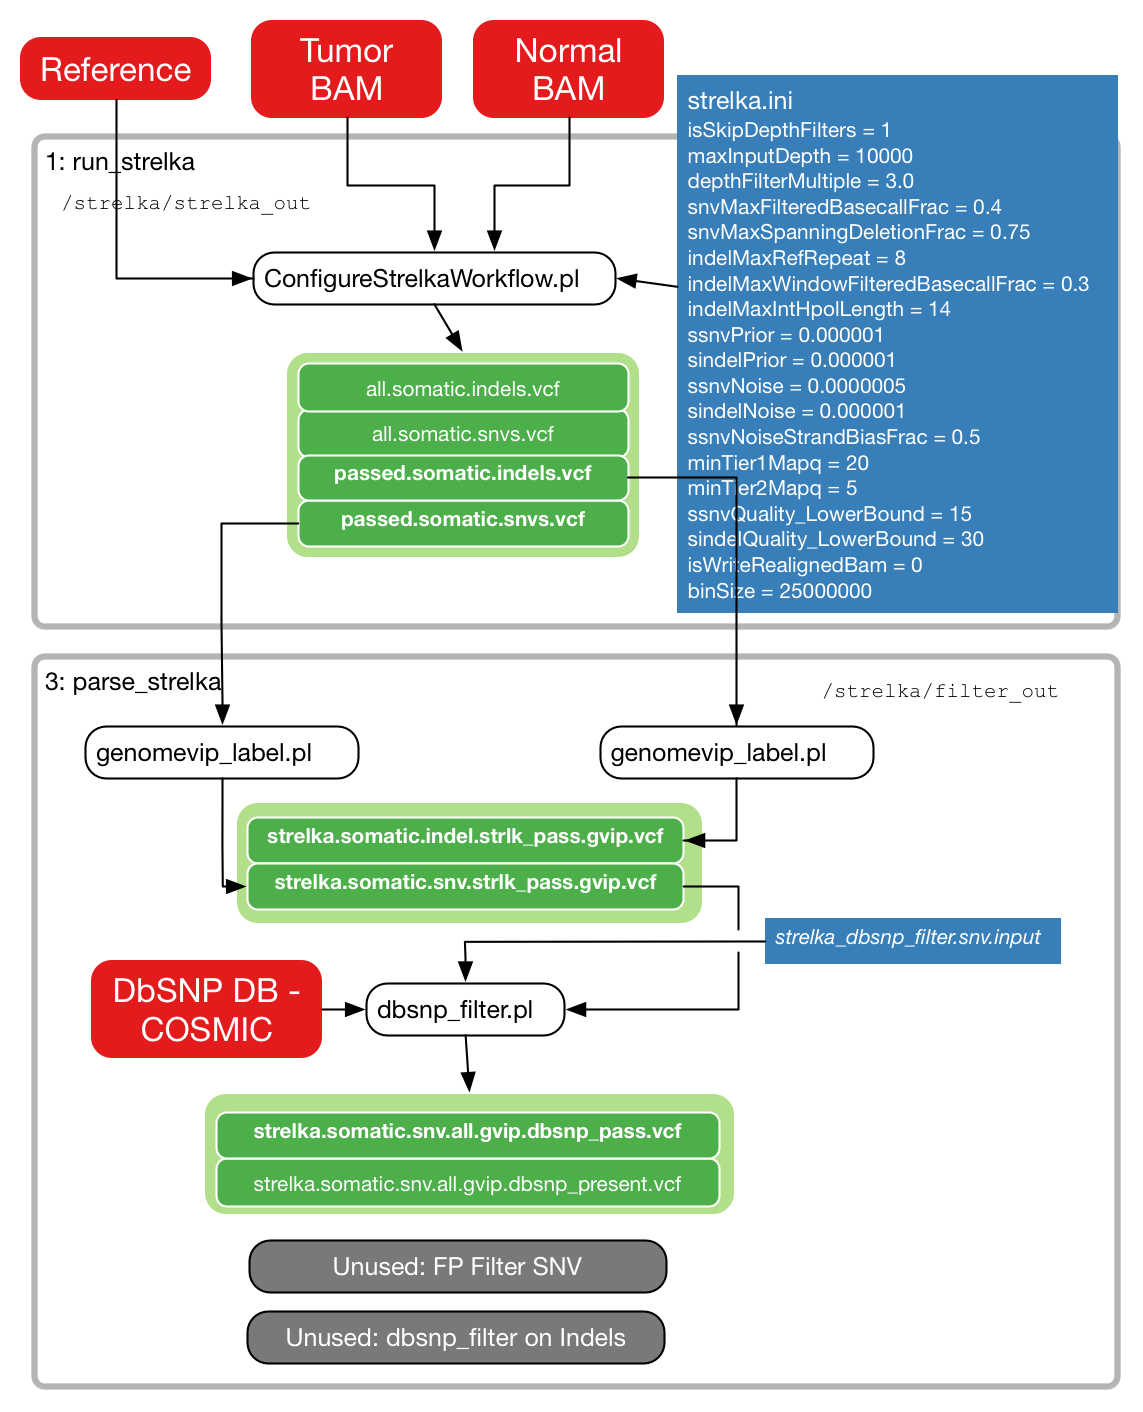 Reference
Tumor
BAM
Normal
BAM
strelka.ini
isSkipDepthFilters = 1
maxInputDepth = 10000
depthFilterMultiple = 3.0
snvMaxFilteredBasecallFrac = 0.4
snvMaxSpanningDeletionFrac = 0.75
indelMaxRefRepeat = 8
indelMaxWindowFilteredBasecallFrac = 0.3
indelMaxIntHpolLength = 14
ssnvPrior = 0.000001
sindelPrior = 0.000001
ssnvNoise = 0.0000005
sindelNoise = 0.000001
ssnvNoiseStrandBiasFrac = 0.5
minTier1Mapq = 20
minTier2Mapq = 5
ssnvQuality_LowerBound = 15
sindelQuality_LowerBound = 30
isWriteRealignedBam = 0
binSize = 25000000
1: run_strelka
/strelka/strelka_out
ConfigureStrelkaWorkflow.pl
all.somatic.indels.vcf
all.somatic.snvs.vcf
passed.somatic.indels.vcf
passed.somatic.snvs.vcf
3: parse_strelka
/strelka/filter_out
genomevip_label.pl
genomevip_label.pl
strelka.somatic.indel.strlk_pass.gvip.vcf
strelka.somatic.snv.strlk_pass.gvip.vcf
strelka_dbsnp_filter.snv.input
DbSNP DB -
COSMIC
dbsnp_filter.pl
strelka.somatic.snv.all.gvip.dbsnp_pass.vcf
strelka.somatic.snv.all.gvip.dbsnp_present.vcf
Unused: FP Filter SNV
Unused: dbsnp_filter on Indels